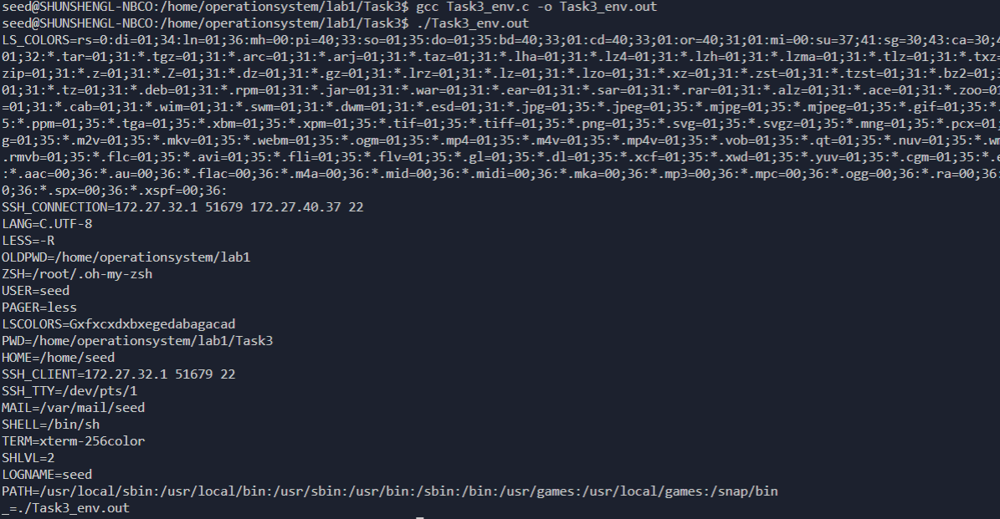 seed@SHUNSHENGL-NBCO:/home/operationsystem/lab1/Task3$ gcc Task3_env.c -o Task3_env.out
seed@SHUNSHENGL-NBCO:/home/operationsystem/lab1/Task3$ ./Task3_env.out
LS_COLORS=rs=0:di=01;34:ln=01;36:mh=00:pi=40;33:so=01;35:do=01;35:bd=40;33;01:cd=40;33;01:or=40;31;01:mi=00:su=37;41:sg=30;43:ca=30;4
01;32:*.tar=01;31:*.tgz=01;31:*.arc=01;31:*.arj=01;31:*.taz=01;31:*.lha=01;31:*.lz4=01;31:*.lzh=01;31:*.lzma=01;31:*.tlz=01;31:*.txz=
zip=01;31:*.z=01;31:*.Z=01;31:*.dz=01;31:*.gz=01;31:*.lrz=01;31:*.lz=01;31:*.lzo=01;31:*.xz=01;31:*.zst=01;31:*.tzst=01;31:*.bz2=01;3
01;31:*.tz=01;31:*.deb=01;31:*.rpm=01;31:*.jar=01;31:*.war=01;31:*.ear=01;31:*.sar=01;31:*.rar=01;31:*.alz=01;31:*.ace=01;31:*.zoo=01
=01;31:*.cab=01;31:*.wim=01;31:*.swm=01;31:*.dwm=01;31:*.esd=01;31:*.jpg=01;35:*.jpeg=01;35:*.mjpg=01;35:*.mjpeg=01;35:*.gif=01;35:*.
5:*.ppm=01;35:*.tga=01;35:*.xbm=01;35:*.xpm=01;35:*.tif=01;35:*.tiff=01;35:*.png=01;35:*.svg=01;35:*.svgz=01;35:*.mng=01;35:*.pcx=01;
g=01;35:*.m2v=01;35:*.mkv=01;35:*.webm=01;35:*.ogm=01;35:*.mp4=01;35:*.m4v=01;35:*.mp4v=01;35:*.vob=01;35:*.qt=01;35:*.nuv=01;35:*.wm
.rmvb=01;35:*.flc=01;35:*.avi=01;35:*.fli=01;35:*.flv=01;35:*.gl=01;35:*.dl=01;35:*.xcf=01;35:*.xwd=01;35:*.yuv=01;35:*.cgm=01;35:*.e
:*.aac=00;36:*.au=00;36:*.flac=00;36:*.m4a=00;36:*.mid=00;36:*.midi=00;36:*.mka=00;36:*.mp3=00;36:*.mpc=00;36:*.ogg=00;36:*.ra=00;36:
0;36:*.spx=00;36:*.xspf=00;36:
SSH_CONNECTION=172.27.32.1 51679 172.27.40.37 22
LANG=C.UTF-8
LESS=-R
OLDPWD=/home/operationsystem/lab1
ZSH=/root/.oh-my-zsh
USER=seed
PAGER=less
LSCOLORS=Gxfxcxdxbxegedabagacad
PWD=/home/operationsystem/lab1/Task3
HOME=/home/seed
SSH_CLIENT=172.27.32.1 51679 22
SSH_TTY=/dev/pts/1
MAIL=/var/mail/seed
SHELL=/bin/sh
TERM=xterm-256color
SHLVL=2
LOGNAME=seed
PATH=/usr/local/sbin:/usr/local/bin:/usr/sbin:/usr/bin:/sbin:/bin:/usr/games:/usr/local/games:/snap/bin
_=./Task3_env.out